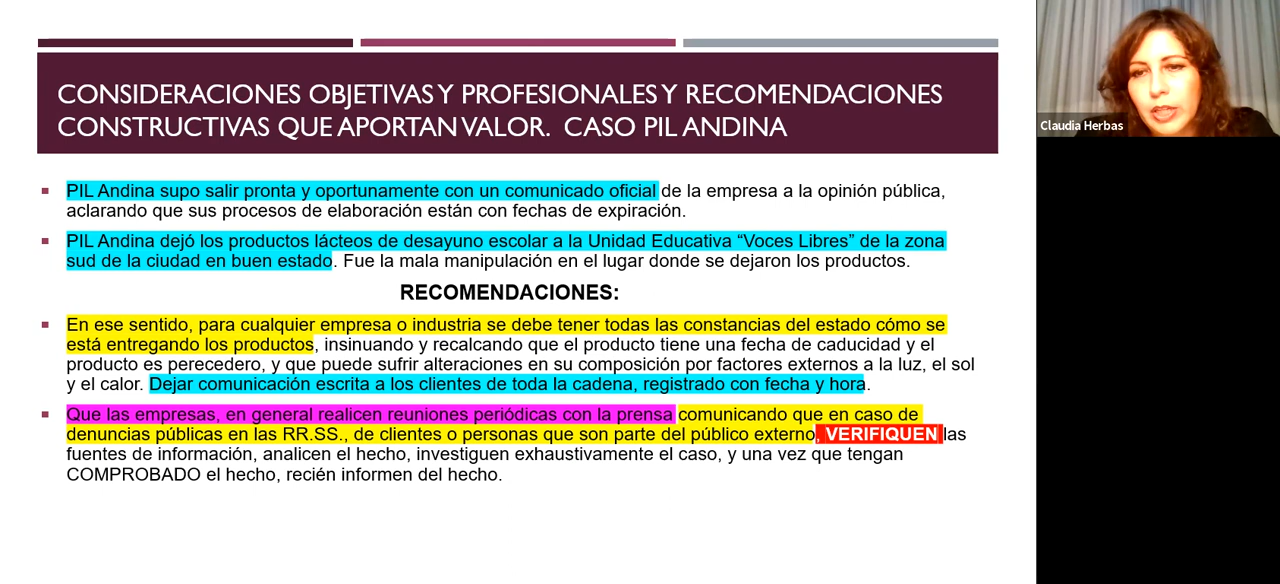 CONSIDERACIONES OBJETIVAS Y PROFESIONALES Y RECOMENDACIONES
CONSTRUCTIVAS QUE APORTAN VALOR. CASO PIL ANDINA
PIL Andina supo salir pronta y oportunamente con un comunicado oficial de la empresa a la opinión pública,
aclarando que sus procesos de elaboración están con fechas de expiración.
PIL Andina dejó los productos lácteos de desayuno escolar a la Unidad Educativa “Voces Libres” de la zona
sud de la ciudad en buen estado. Fue la mala manipulación en el lugar donde se dejaron los productos.
RECOMENDACIONES:
En ese sentido, para cualquier empresa o industria se debe tener todas las constancias del estado cómo se
está entregando los productos, insinuando y recalcando que el producto tiene una fecha de caducidad y el
producto es perecedero, y que puede sufrir alteraciones en su composición por factores externos a la luz, el sol
y el calor. Dejar comunicación escrita a los clientes de toda la cadena, registrado con fecha y hora.
Que las empresas, en general realicen reuniones periódicas con la prensa comunicando que en caso de
denuncias públicas en las RR.SS., de clientes o personas que son parte del público externo, VERIFIQUEN las
fuentes de información, analicen el hecho, investiguen exhaustivamente el caso, y una vez que tengan
COMPROBADO el hecho, recién informen del hecho.
Claudia Herbas